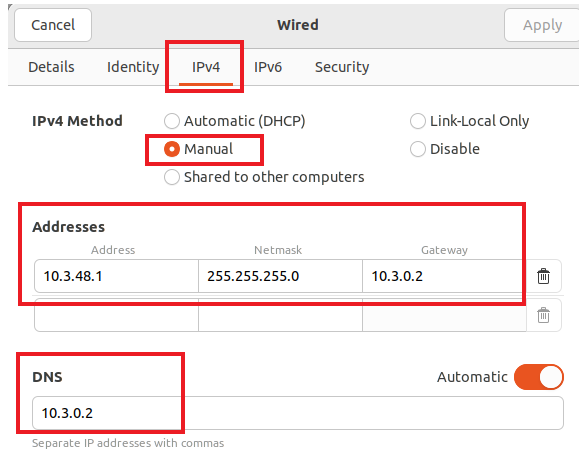 Cancel Wired Apply
Details Identity IPv4 IPv6 Security
IPv4 Method Automatic (DHCP) Link-Local Only
Manual Disable
Shared to other computers
Addresses
Address Netmask Gateway
10.3.48.1 255.255.255.0 10.3.0.2
DNS Automatic
10.3.0.2
Separate IP addresses with commas